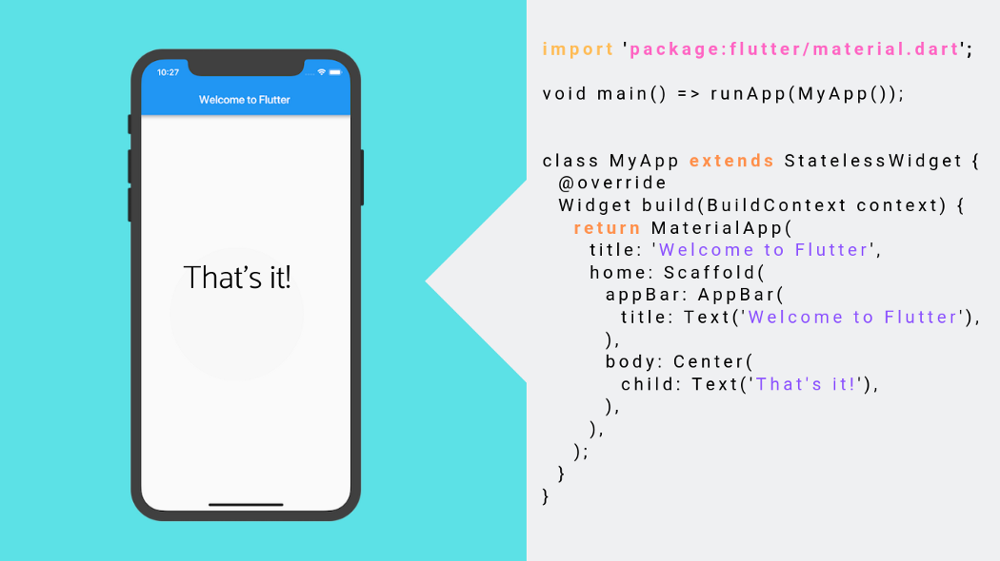 10:27
Welcome to Flutter
That's it!
import 'package:flutter/material.dart';
void main() => runApp(MyApp());
class MyApp extends StatelessWidget {
@override
Widget build(BuildContext context) {
return MaterialApp(
title: 'Welcome to Flutter',
home: Scaffold(
appBar: AppBar(
title: Text('Welcome to Flutter'),
),
body: Center(
child: Text('That's it!'),
),
),
);
}
}